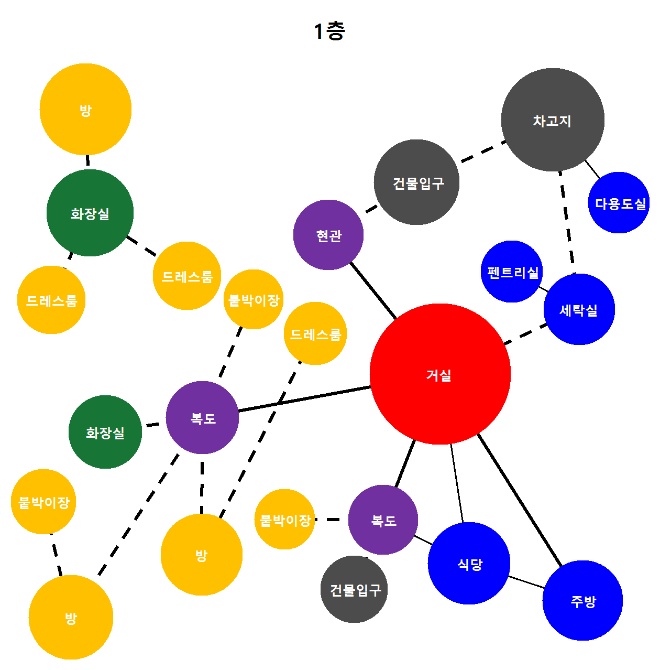 1층
방
차고지
건물입구
다용도실
화장실
현관
펜트리실
드레스룸
드레스룸
붙박이장
세탁실
드레스룸
거실
복도
화장실
붙박이장
붙박이장
복도
방
식당
건물입구
주방
방